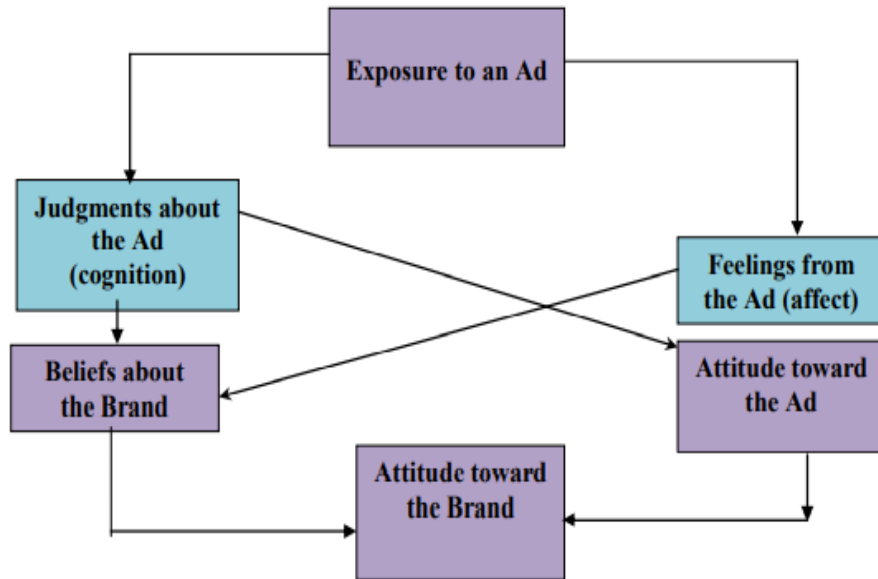 Exposure to an Ad
Judgments about
the Ad
(cognition)
Feelings from
the Ad (affect)
Beliefs about
the Brand
Attitude toward
the Ad
Attitude toward
the Brand